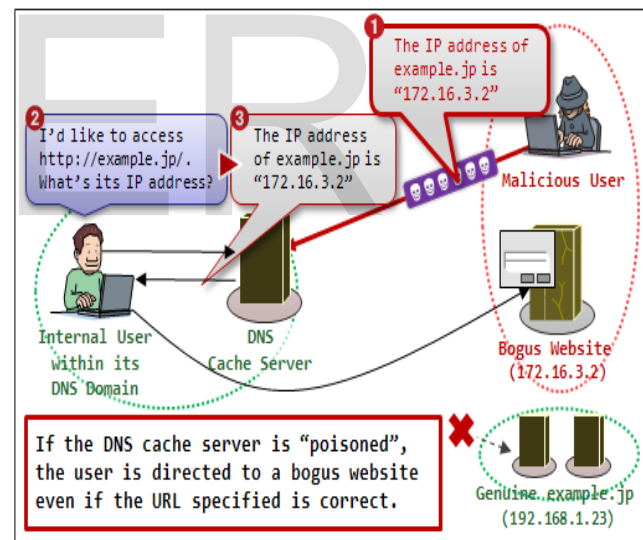 ER
1
The IP address of
example.jp is
“172.16.3.2”
2
I’d like to access
http://example.jp/.
What’s its IP address?
3
The IP address
of example.jp is
“172.16.3.2”
Malicious User
Internal User
within its
DNS Domain
DNS
Cache Server
Bogus Website
(172.16.3.2)
If the DNS cache server is “poisoned”,
the user is directed to a bogus website
even if the URL specified is correct.
Genuine example.jp
(192.168.1.23)